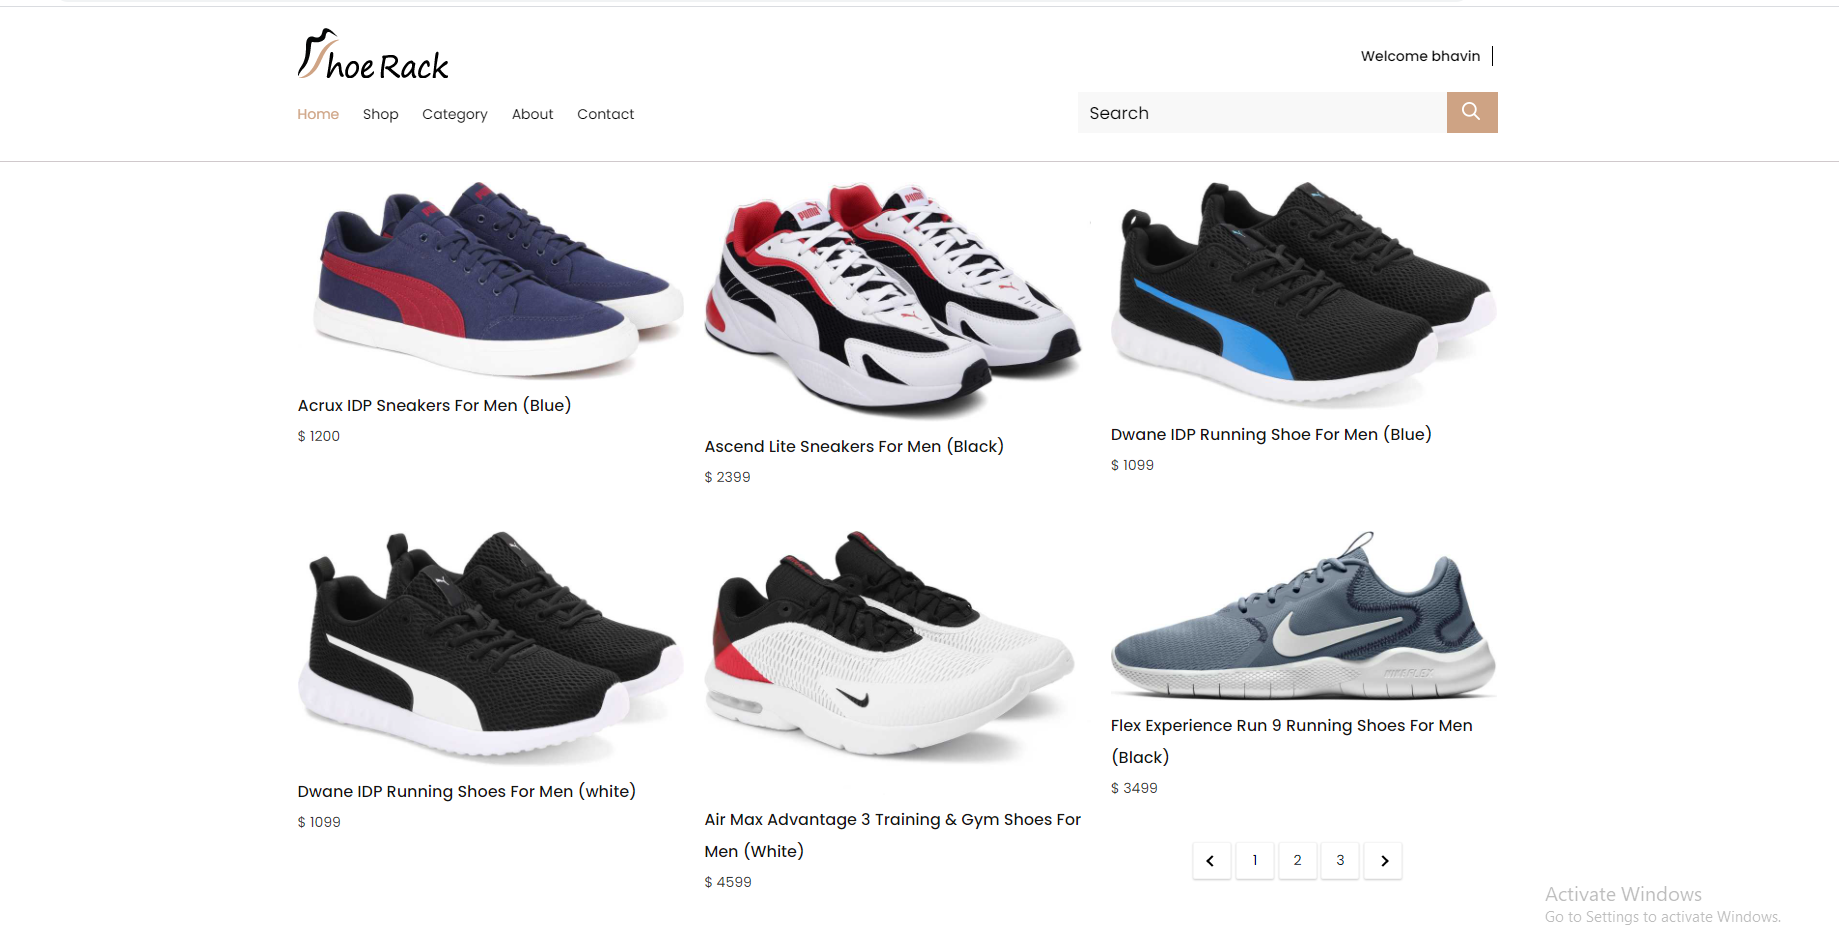 hoe Rack
Welcome bhavin
Home Shop Category About Contact
Search
PUMA PUMA
Acrux IDP Sneakers For Men (Blue)
$ 1200
Ascend Lite Sneakers For Men (Black)
$ 2399
Dwane IDP Running Shoe For Men (Blue)
$ 1099
Dwane IDP Running Shoes For Men (white)
$ 1099
Air Max Advantage 3 Training & Gym Shoes For
Men (White)
$ 4599
Flex Experience Run 9 Running Shoes For Men
(Black)
$ 3499
1 2 3
Activate Windows
Go to Settings to activate Windows.